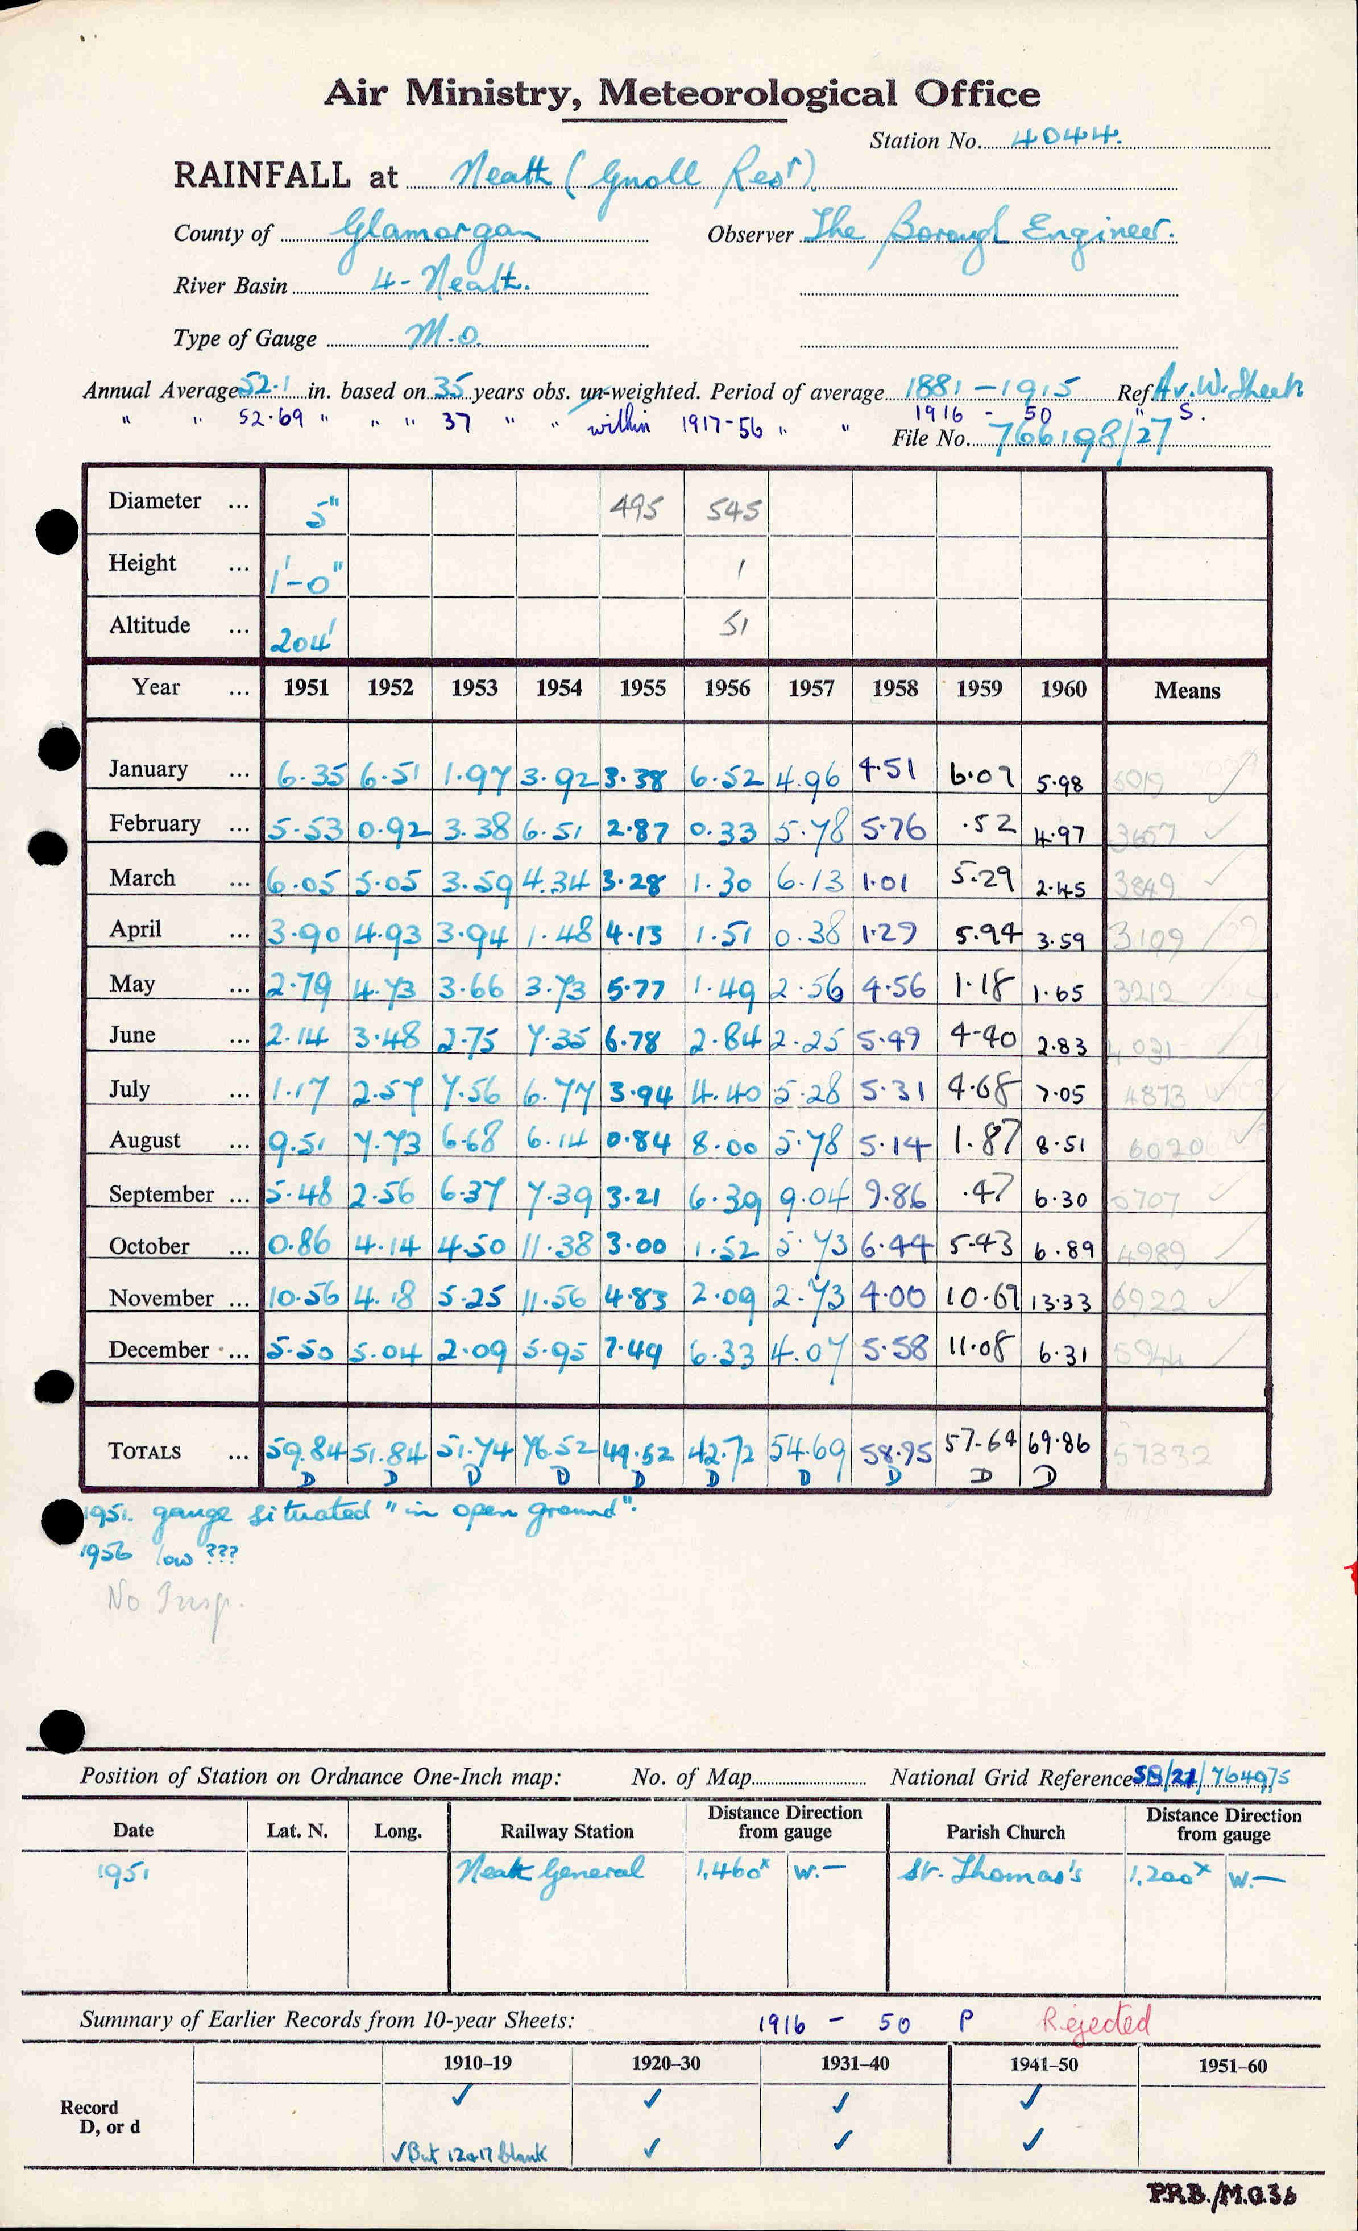 Air Ministry, Meteorological Office
Station No. 4044.
RAINFALL at Neath (Gnoll Resr)
County of Glamorgan Observer The Borough Engineer.
River Basin 4-Neath.
Type of Gauge M.O.
Annual Average 52.1 in. based on 35 years obs. un-weighted. Period of average 1881-1915 Ref. Av.W.Sheets
" " 52.69 " " " 37 " " within 1917-56 " " 1916 - 50 " S.
File No. 766198/27
Diameter ... 5" 495 545
Height ... 1'-0" 1
Altitude ... 204' 51
Year ... 1951 1952 1953 1954 1955 1956 1957 1958 1959 1960 Means
January ... 6.35 6.51 1.97 3.92 3.38 6.52 4.96 4.51 6.09 5.98 5019
February ... 5.53 0.92 3.38 6.51 2.87 0.33 5.78 5.76 .52 4.97 3657
March ... 6.05 5.05 3.59 4.34 3.28 1.30 6.13 1.01 5.29 2.45 3849
April ... 3.90 4.93 3.94 1.48 4.13 1.51 0.38 1.29 5.94 3.59 3109
May ... 2.79 4.73 3.66 3.73 5.77 1.49 2.56 4.56 1.18 1.65 3212
June ... 2.14 3.48 2.75 7.35 6.78 2.84 2.25 5.49 4.40 2.83 4031
July ... 1.17 2.57 7.56 6.77 3.94 4.40 5.28 5.31 4.68 7.05 4873
August ... 9.51 7.73 6.68 6.14 0.84 8.00 5.78 5.14 1.87 8.51 6020
September ... 5.48 2.56 6.37 7.39 3.21 6.39 9.04 9.86 .47 6.30 5707
October ... 0.86 4.14 4.50 11.38 3.00 1.52 5.73 6.44 5.43 6.89 4989
November ... 10.56 4.18 5.25 11.56 4.83 2.09 2.73 4.00 10.69 13.33 6922
December ... 5.50 5.04 2.09 5.95 7.49 6.33 4.07 5.58 11.08 6.31 5944
TOTALS ... 59.84 51.84 51.74 76.52 49.52 42.72 54.69 58.95 57.64 69.86 57332
D D D D D D D D D D
1951. gauge situated "in open ground".
1956 low ???
No Insp.
Position of Station on Ordnance One-Inch map: No. of Map National Grid Reference SS/21/764975
Date Lat. N. Long. Railway Station Distance Direction from gauge Parish Church Distance Direction from gauge
1951 Neath General 1,460x W.— St. Thomas's 1,200x W.—
Summary of Earlier Records from 10-year Sheets: 1916 - 50 P Rejected
1910–19 1920–30 1931–40 1941–50 1951–60
Record ✓ ✓ ✓ ✓
D, or d
✓But 12+17 blank ✓ ✓ ✓
P.R.B./M.O.36